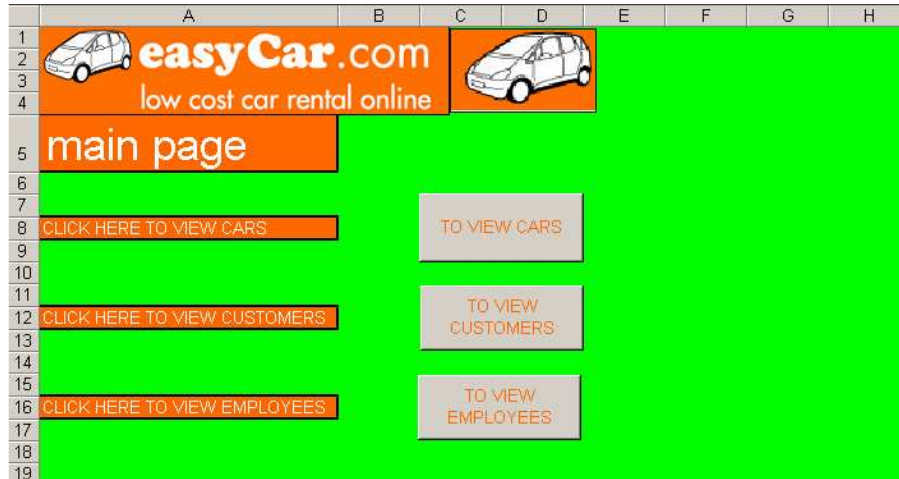 A B C D E F G H
1
easyCar.com
2
3
low cost car rental online
4
main page
5
6
7
CLICK HERE TO VIEW CARS
TO VIEW CARS
8
9
10
11
CLICK HERE TO VIEW CUSTOMERS
TO VIEW
CUSTOMERS
12
13
14
15
CLICK HERE TO VIEW EMPLOYEES
TO VIEW
EMPLOYEES
16
17
18
19